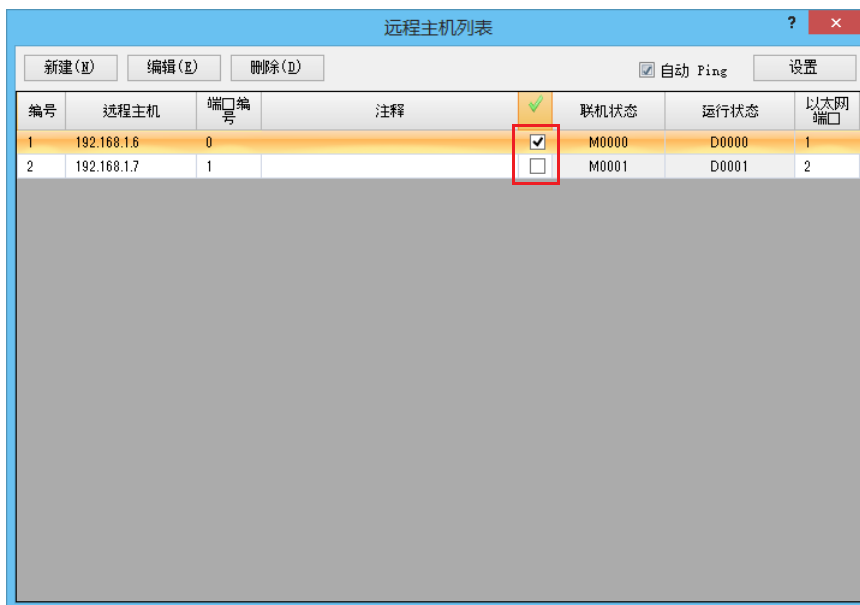 远程主机列表 ?
新建(N) 编辑(E) 删除(D) 自动 Ping 设置
编号 远程主机 端口编号 注释 联机状态 运行状态 以太网端口
1 192.168.1.6 0 M0000 D0000 1
2 192.168.1.7 1 M0001 D0001 2